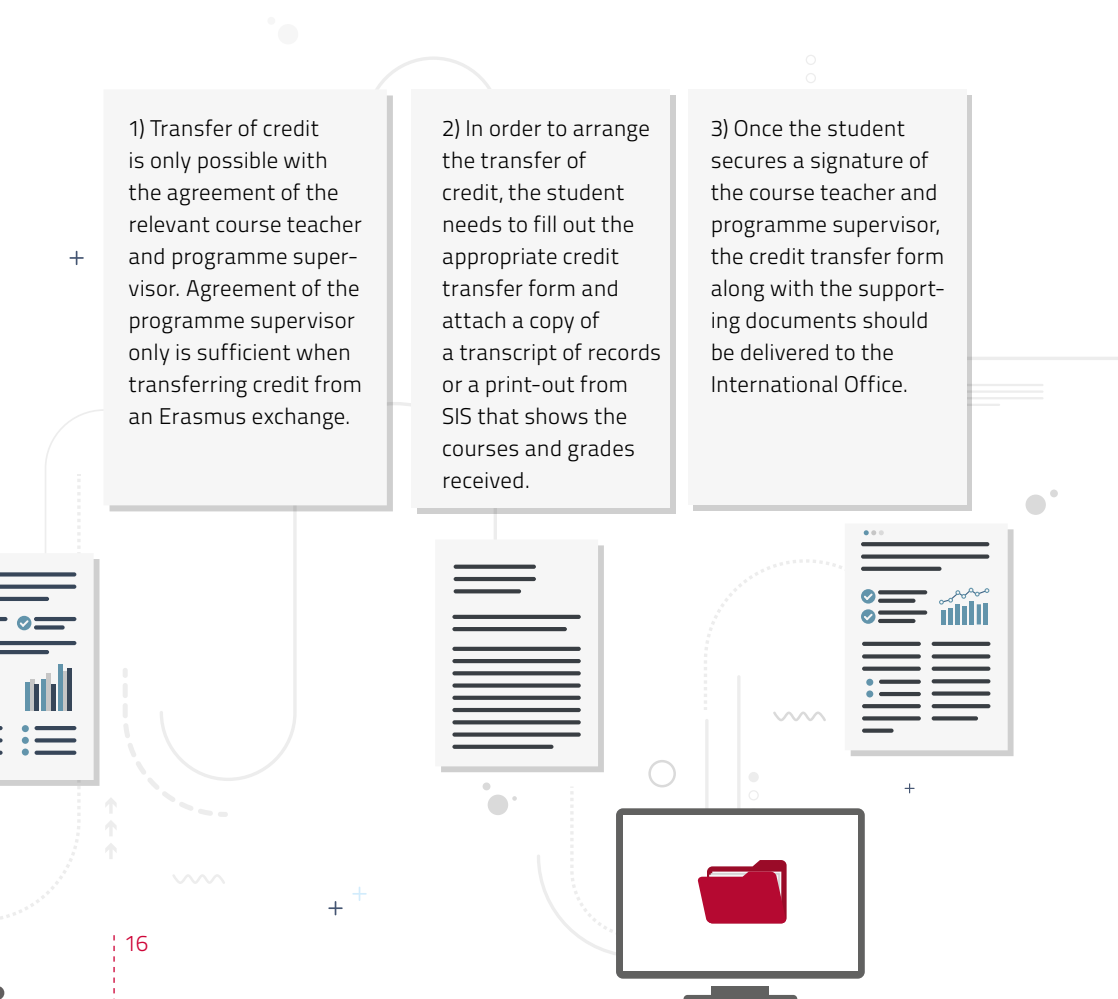 1) Transfer of credit
is only possible with
the agreement of the
relevant course teacher
and programme super-
visor. Agreement of the
programme supervisor
only is sufficient when
transferring credit from
an Erasmus exchange.
2) In order to arrange
the transfer of
credit, the student
needs to fill out the
appropriate credit
transfer form and
attach a copy of
a transcript of records
or a print-out from
SIS that shows the
courses and grades
received.
3) Once the student
secures a signature of
the course teacher and
programme supervisor,
the credit transfer form
along with the support-
ing documents should
be delivered to the
International Office.
16